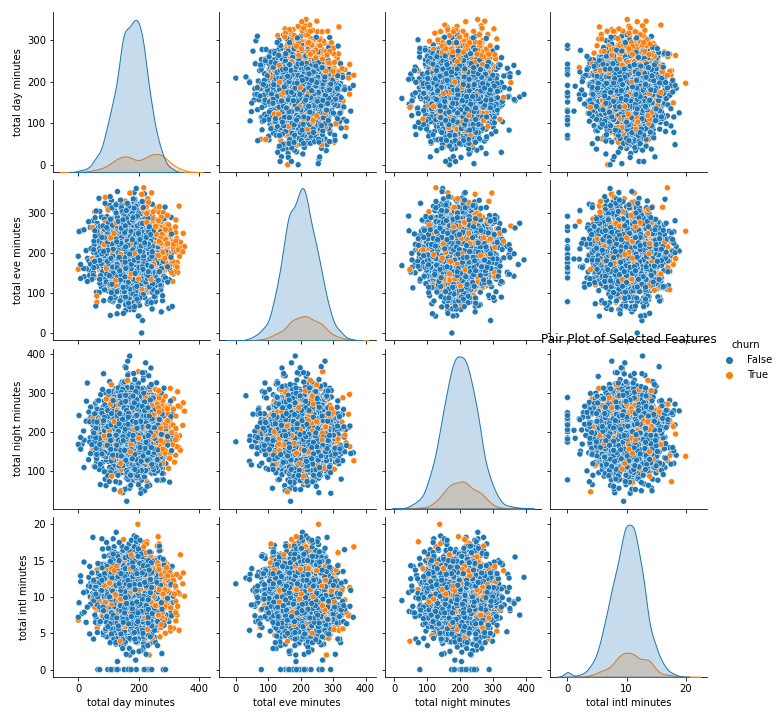 total day minutes
300
200
100
0
total eve minutes
300
200
100
0
Pair Plot of Selected Features
churn
False
True
total night minutes
400
300
200
100
total intl minutes
20
15
10
5
0
0 200 400 0 100 200 300 400 0 100 200 300 400 0 10 20
total day minutes total eve minutes total night minutes total intl minutes